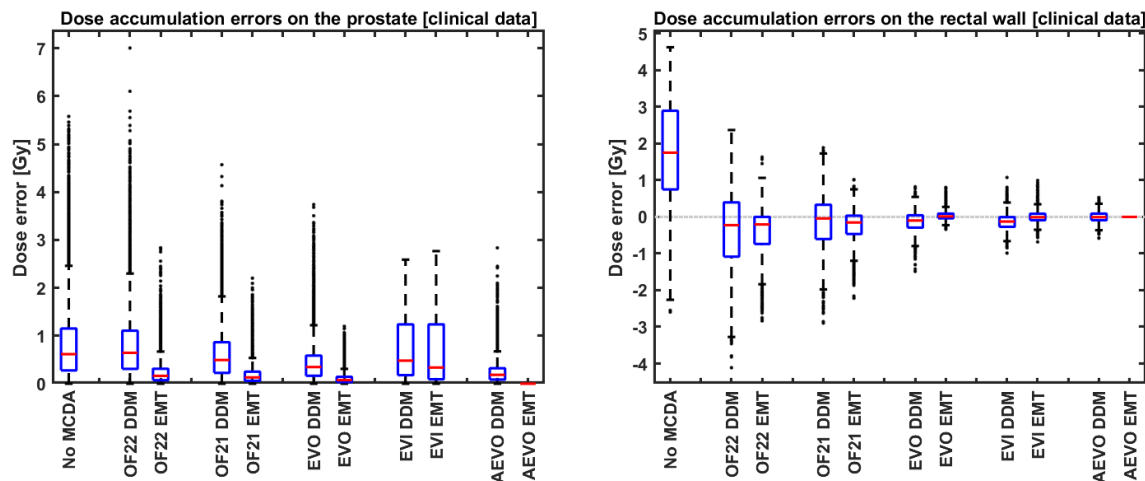 Dose accumulation errors on the prostate [clinical data]
Dose error [Gy]
7
6
5
4
3
2
1
0
No MCDA
OF22 DDM
OF22 EMT
OF21 DDM
OF21 EMT
EVO DDM
EVO EMT
EVI DDM
EVI EMT
AEVO DDM
AEVO EMT
Dose accumulation errors on the rectal wall [clinical data]
Dose error [Gy]
5
4
3
2
1
0
-1
-2
-3
-4
No MCDA
OF22 DDM
OF22 EMT
OF21 DDM
OF21 EMT
EVO DDM
EVO EMT
EVI DDM
EVI EMT
AEVO DDM
AEVO EMT